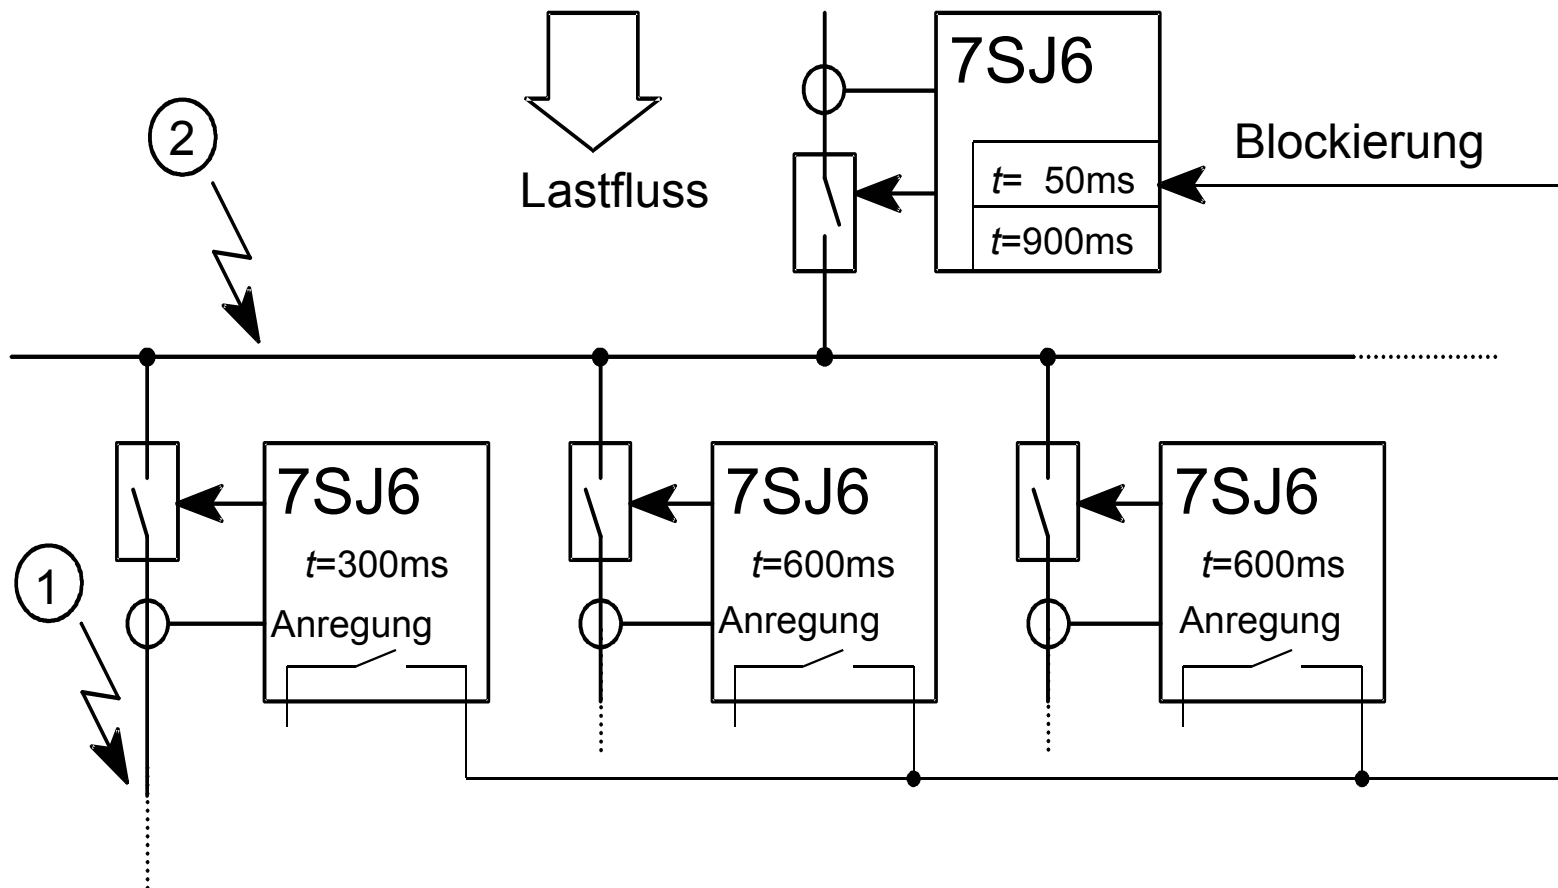 7SJ6
Blockierung
t= 50ms
t=900ms
Lastfluss
2
7SJ6
t=300ms
Anregung
7SJ6
t=600ms
Anregung
7SJ6
t=600ms
Anregung
1